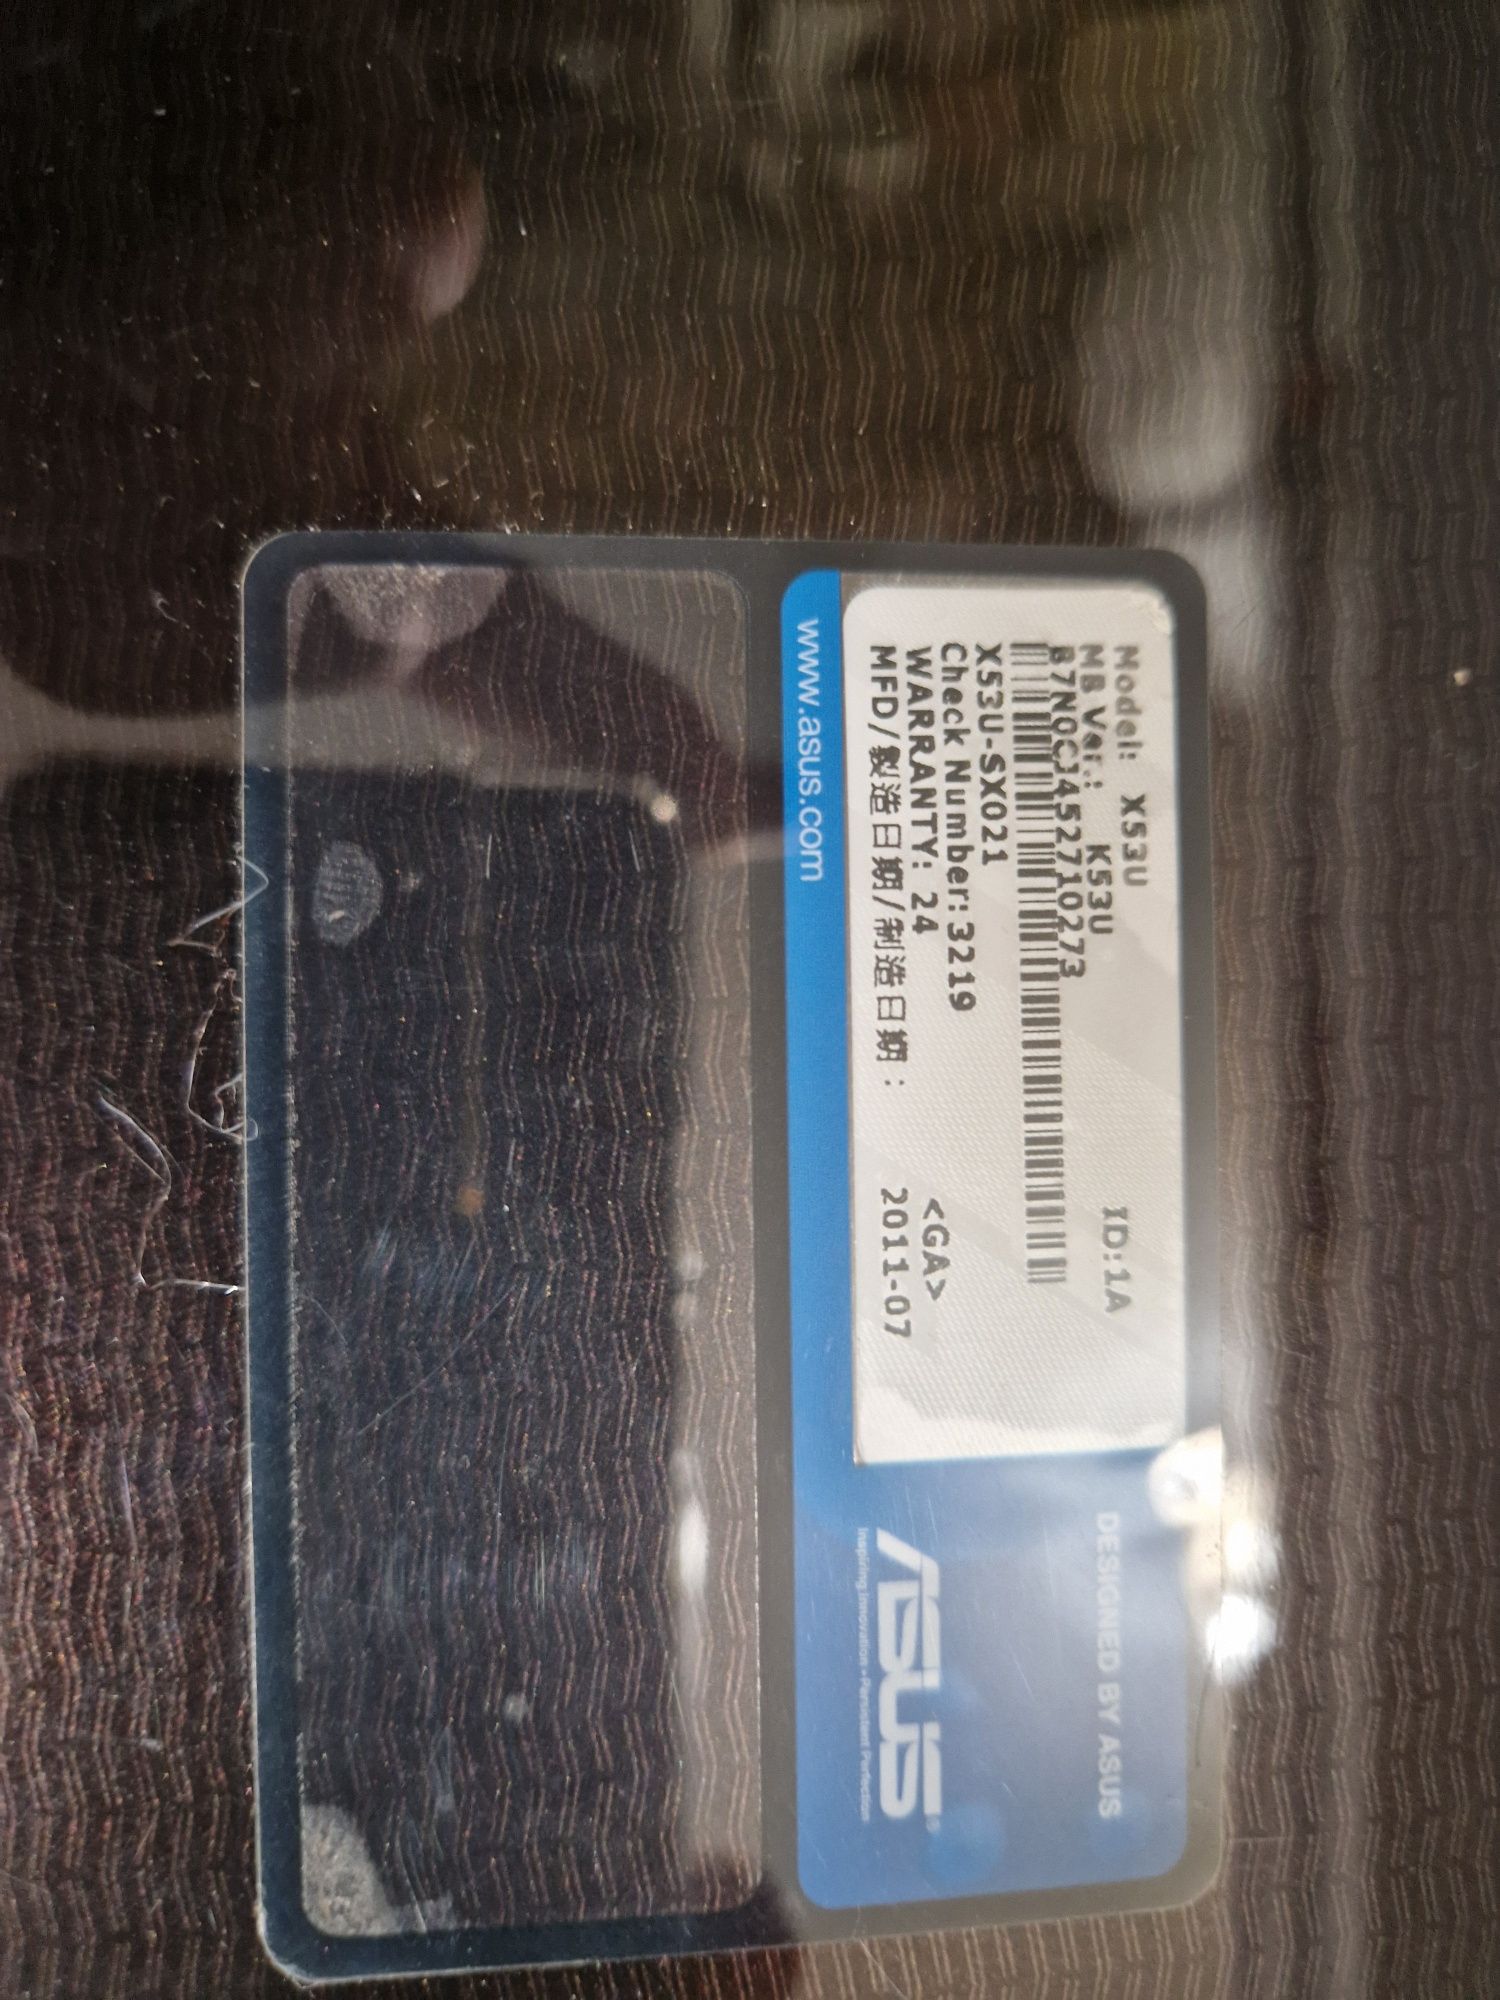 Model: X53U
MB Ver.: K53U ID:1A
B7N0CJ452710273
X53U-SX021
Check Number:3219
WARRANTY: 24 <GA>
MFD/製造日期/制造日期： 2011-07
www.asus.com
DESIGNED BY ASUS
ASUS
Inspiring Innovation • Persistent Perfection